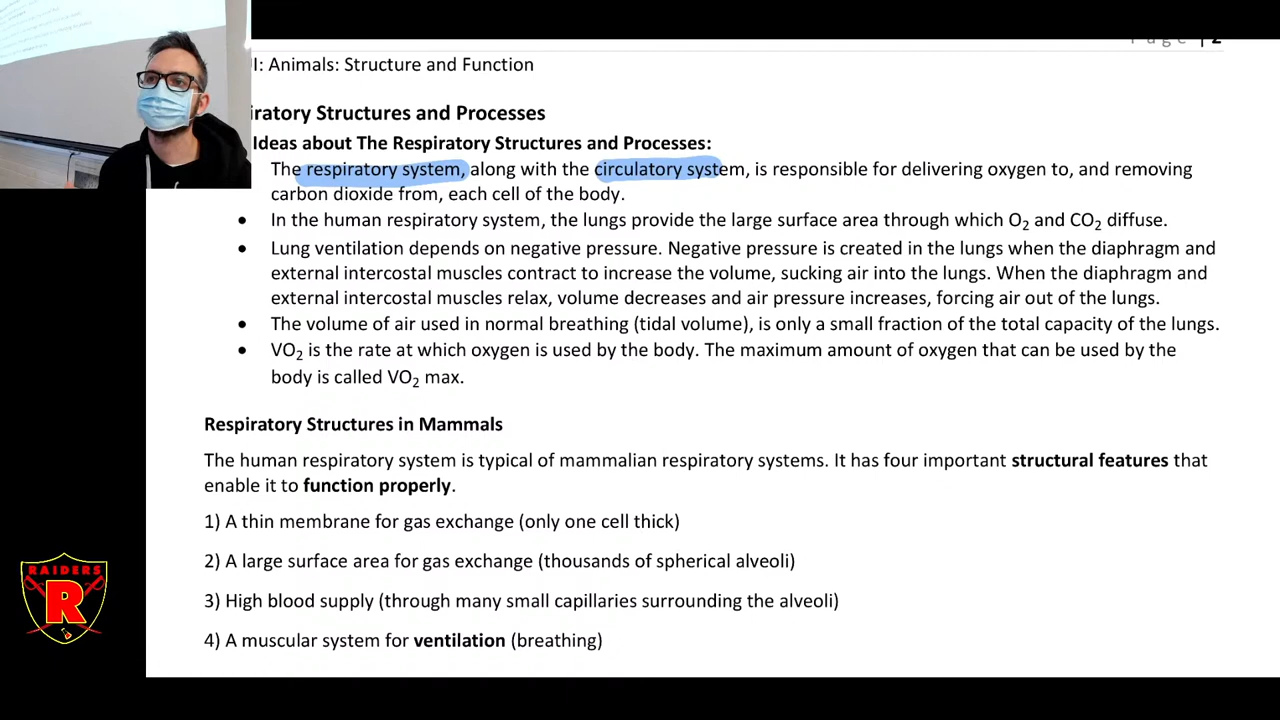 Page | 2
I: Animals: Structure and Function
iratory Structures and Processes
Ideas about The Respiratory Structures and Processes:
The respiratory system, along with the circulatory system, is responsible for delivering oxygen to, and removing
carbon dioxide from, each cell of the body.
• In the human respiratory system, the lungs provide the large surface area through which O₂ and CO₂ diffuse.
• Lung ventilation depends on negative pressure. Negative pressure is created in the lungs when the diaphragm and
external intercostal muscles contract to increase the volume, sucking air into the lungs. When the diaphragm and
external intercostal muscles relax, volume decreases and air pressure increases, forcing air out of the lungs.
• The volume of air used in normal breathing (tidal volume), is only a small fraction of the total capacity of the lungs.
• VO₂ is the rate at which oxygen is used by the body. The maximum amount of oxygen that can be used by the
body is called VO₂ max.
Respiratory Structures in Mammals
The human respiratory system is typical of mammalian respiratory systems. It has four important structural features that
enable it to function properly.
1) A thin membrane for gas exchange (only one cell thick)
2) A large surface area for gas exchange (thousands of spherical alveoli)
3) High blood supply (through many small capillaries surrounding the alveoli)
4) A muscular system for ventilation (breathing)
RAIDERS
R